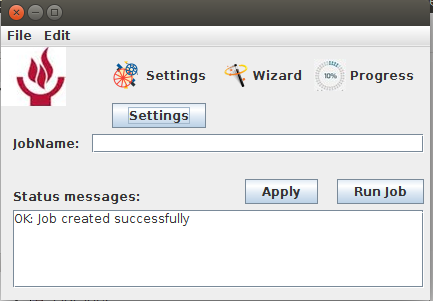 File Edit
Settings Wizard 10% Progress
Settings
JobName:
Status messages: Apply Run Job
OK: Job created successfully